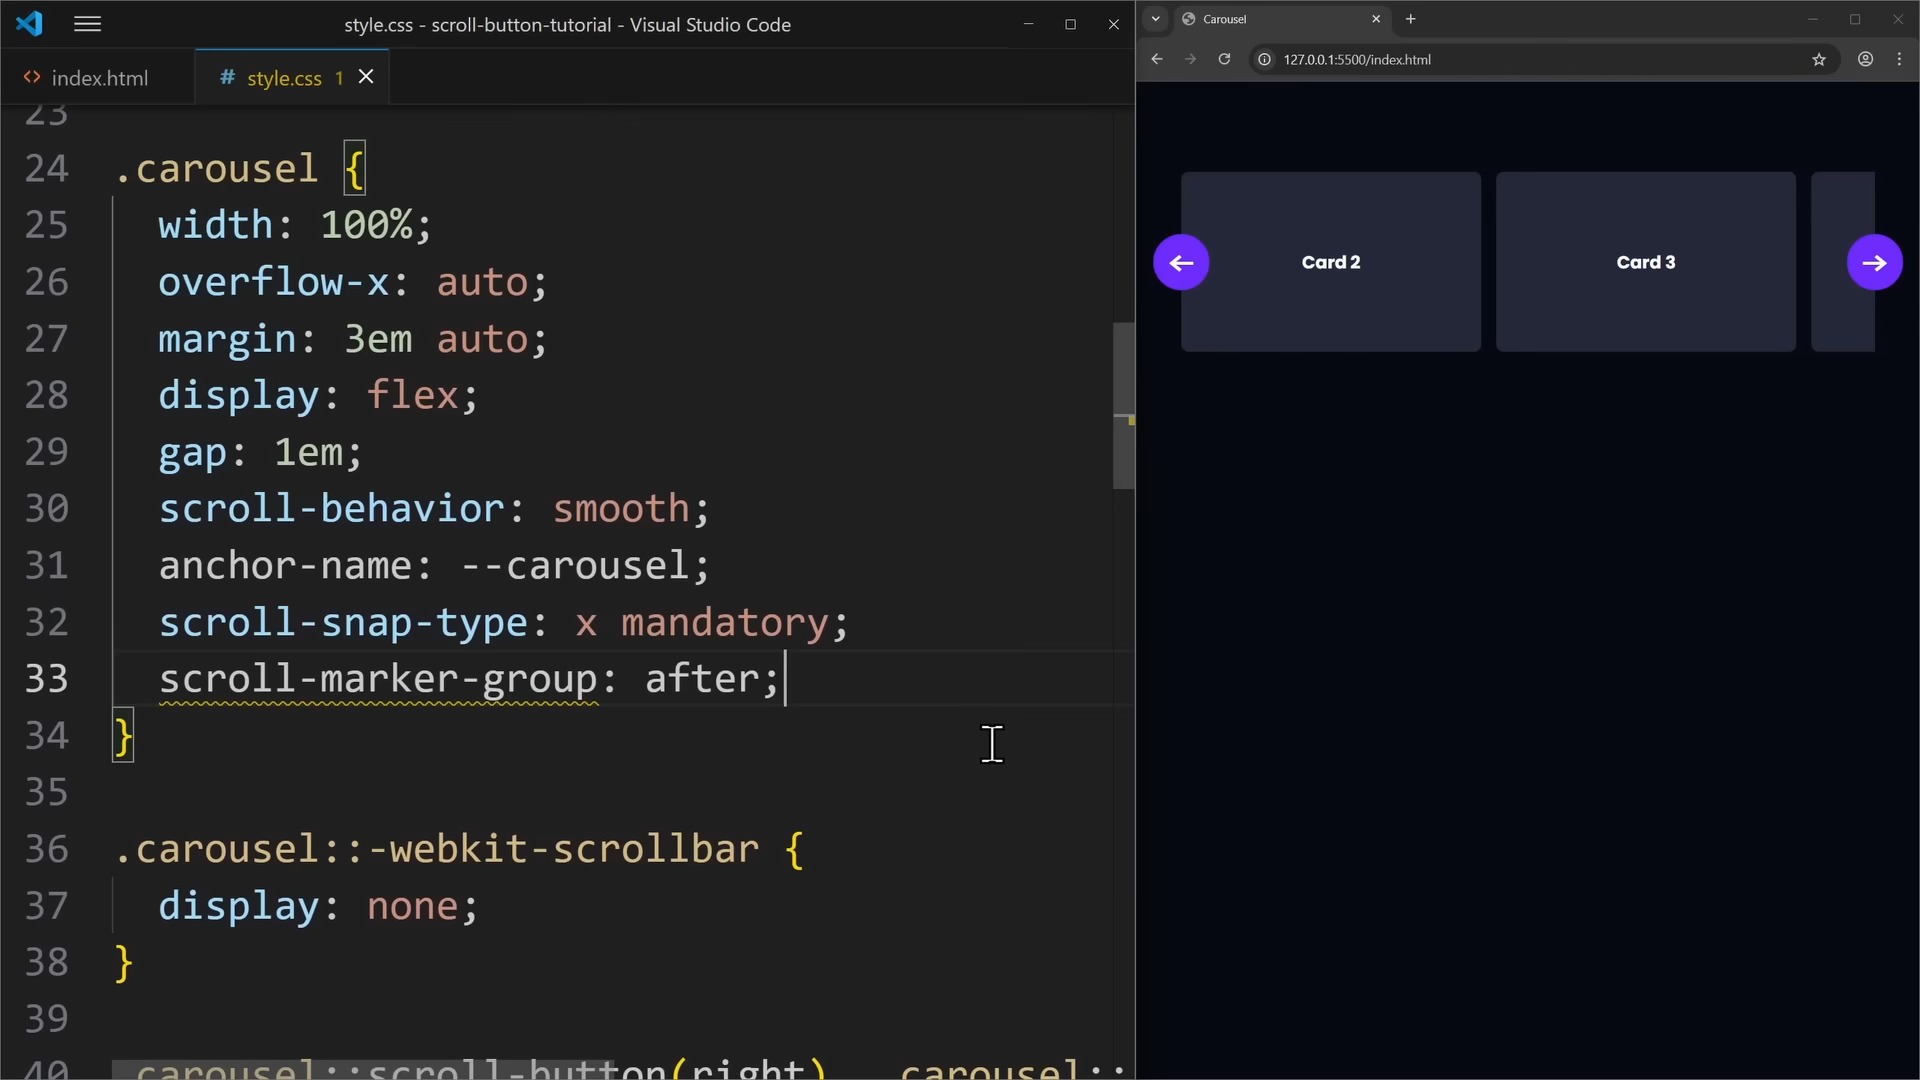 style.css - scroll-button-tutorial - Visual Studio Code
index.html
# style.css 1
23
24 .carousel {
25 width: 100%;
26 overflow-x: auto;
27 margin: 3em auto;
28 display: flex;
29 gap: 1em;
30 scroll-behavior: smooth;
31 anchor-name: --carousel;
32 scroll-snap-type: x mandatory;
33 scroll-marker-group: after;
34 }
35
36 .carousel::-webkit-scrollbar {
37 display: none;
38 }
39
40 .carousel::scroll-button(right), .carousel::
Carousel
127.0.0.1:5500/index.html
Card 2
Card 3